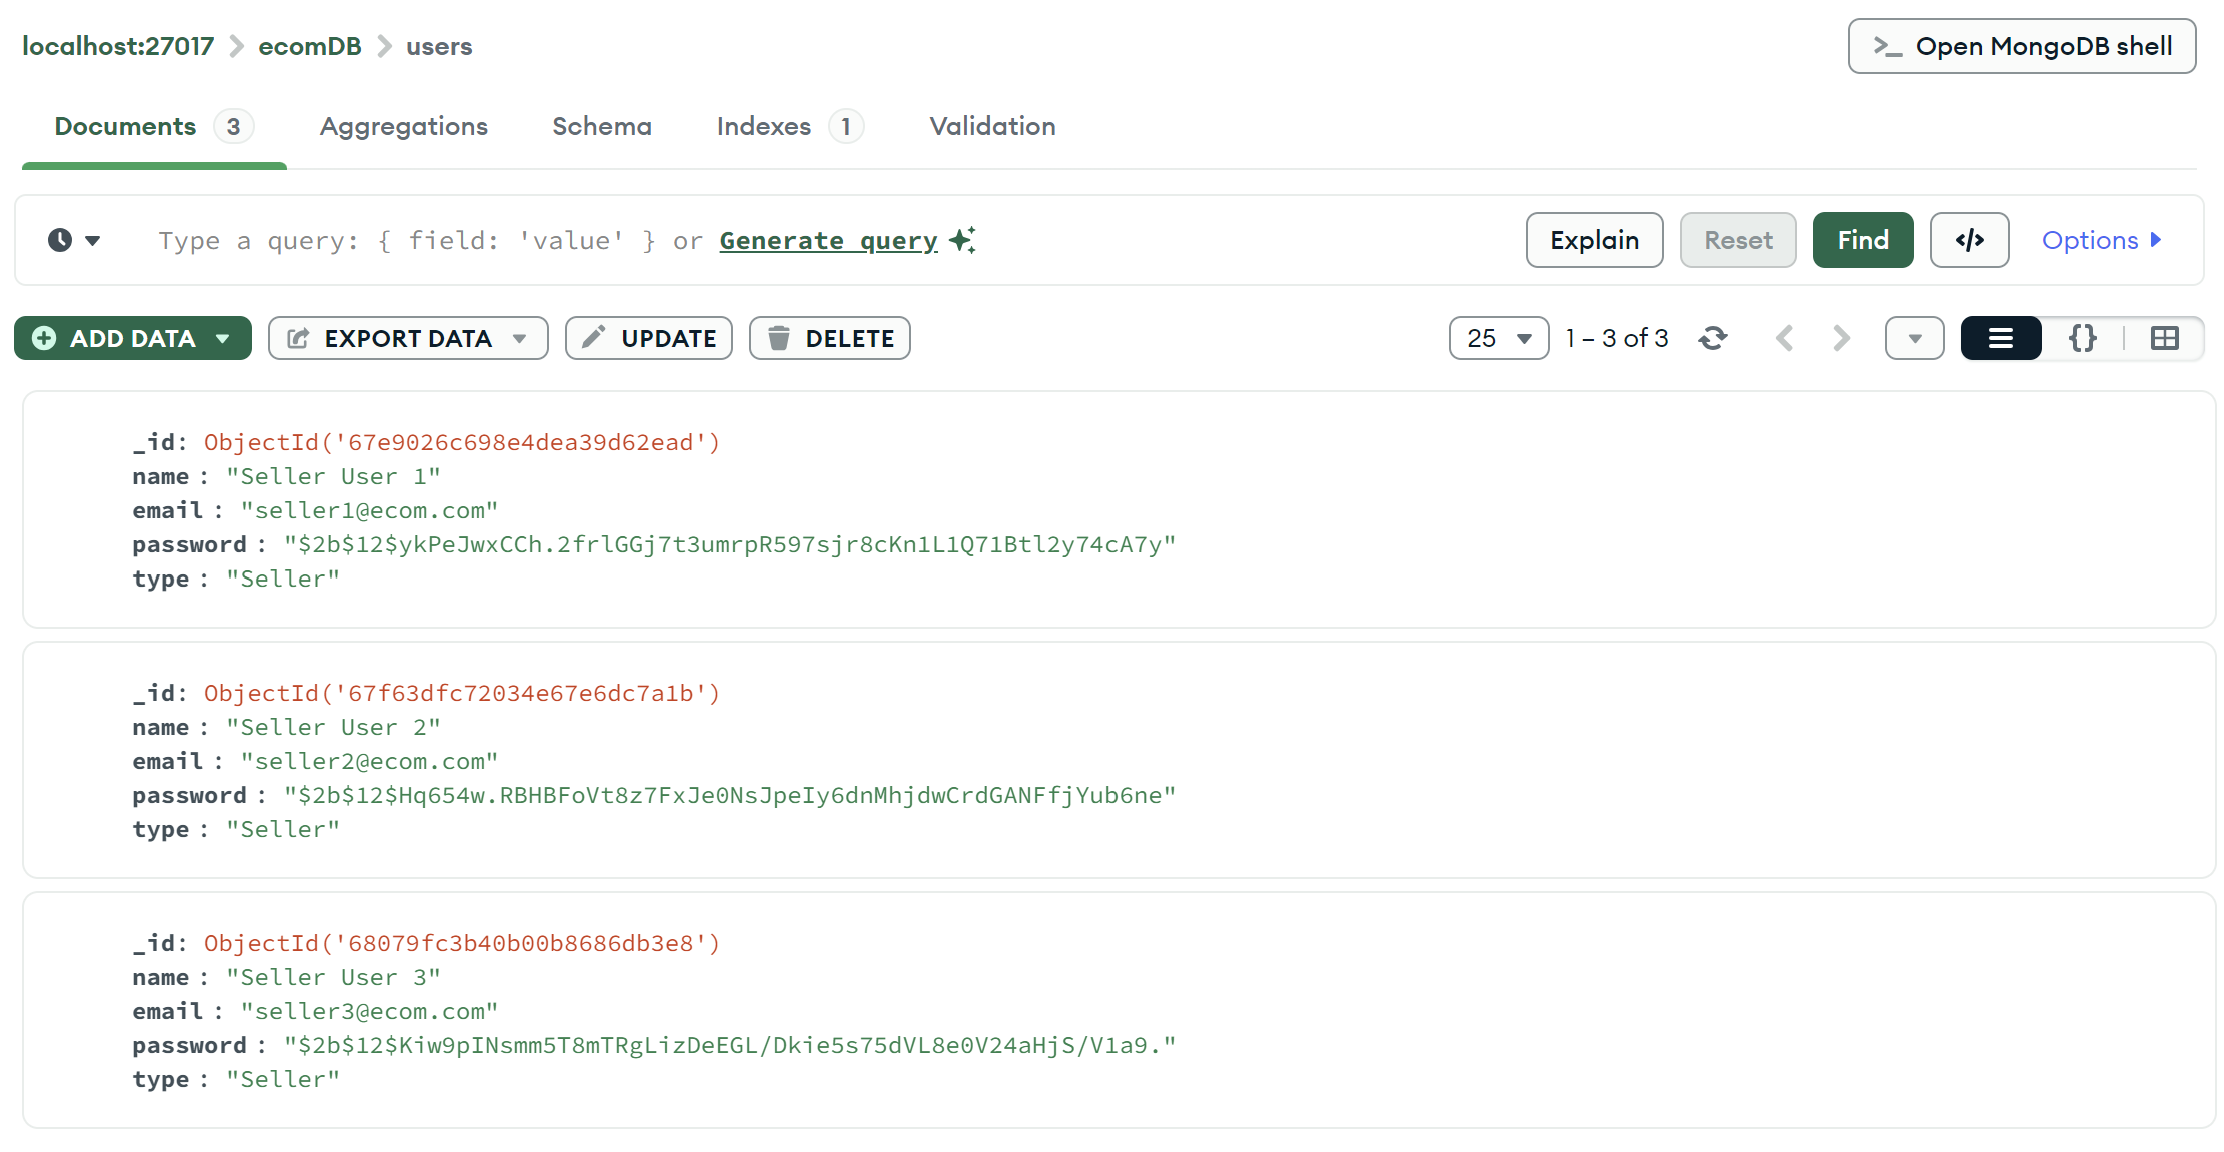 localhost:27017 > ecomDB > users
>_ Open MongoDB shell
Documents 3 Aggregations Schema Indexes 1 Validation
Type a query: { field: 'value' } or Generate query Explain Reset Find </> Options
ADD DATA EXPORT DATA UPDATE DELETE 25 1 – 3 of 3 {}
_id: ObjectId('67e9026c698e4dea39d62ead')
name : "Seller User 1"
email : "seller1@ecom.com"
password : "$2b$12$ykPeJwxCCh.2frlGGj7t3umrpR597sjr8cKn1L1Q71Btl2y74cA7y"
type : "Seller"
_id: ObjectId('67f63dfc72034e67e6dc7a1b')
name : "Seller User 2"
email : "seller2@ecom.com"
password : "$2b$12$Hq654w.RBHBFoVt8z7FxJe0NsJpeIy6dnMhjdwCrdGANFfjYub6ne"
type : "Seller"
_id: ObjectId('68079fc3b40b00b8686db3e8')
name : "Seller User 3"
email : "seller3@ecom.com"
password : "$2b$12$Kiw9pINsmm5T8mTRgLizDeEGL/Dkie5s75dVL8e0V24aHjS/V1a9."
type : "Seller"